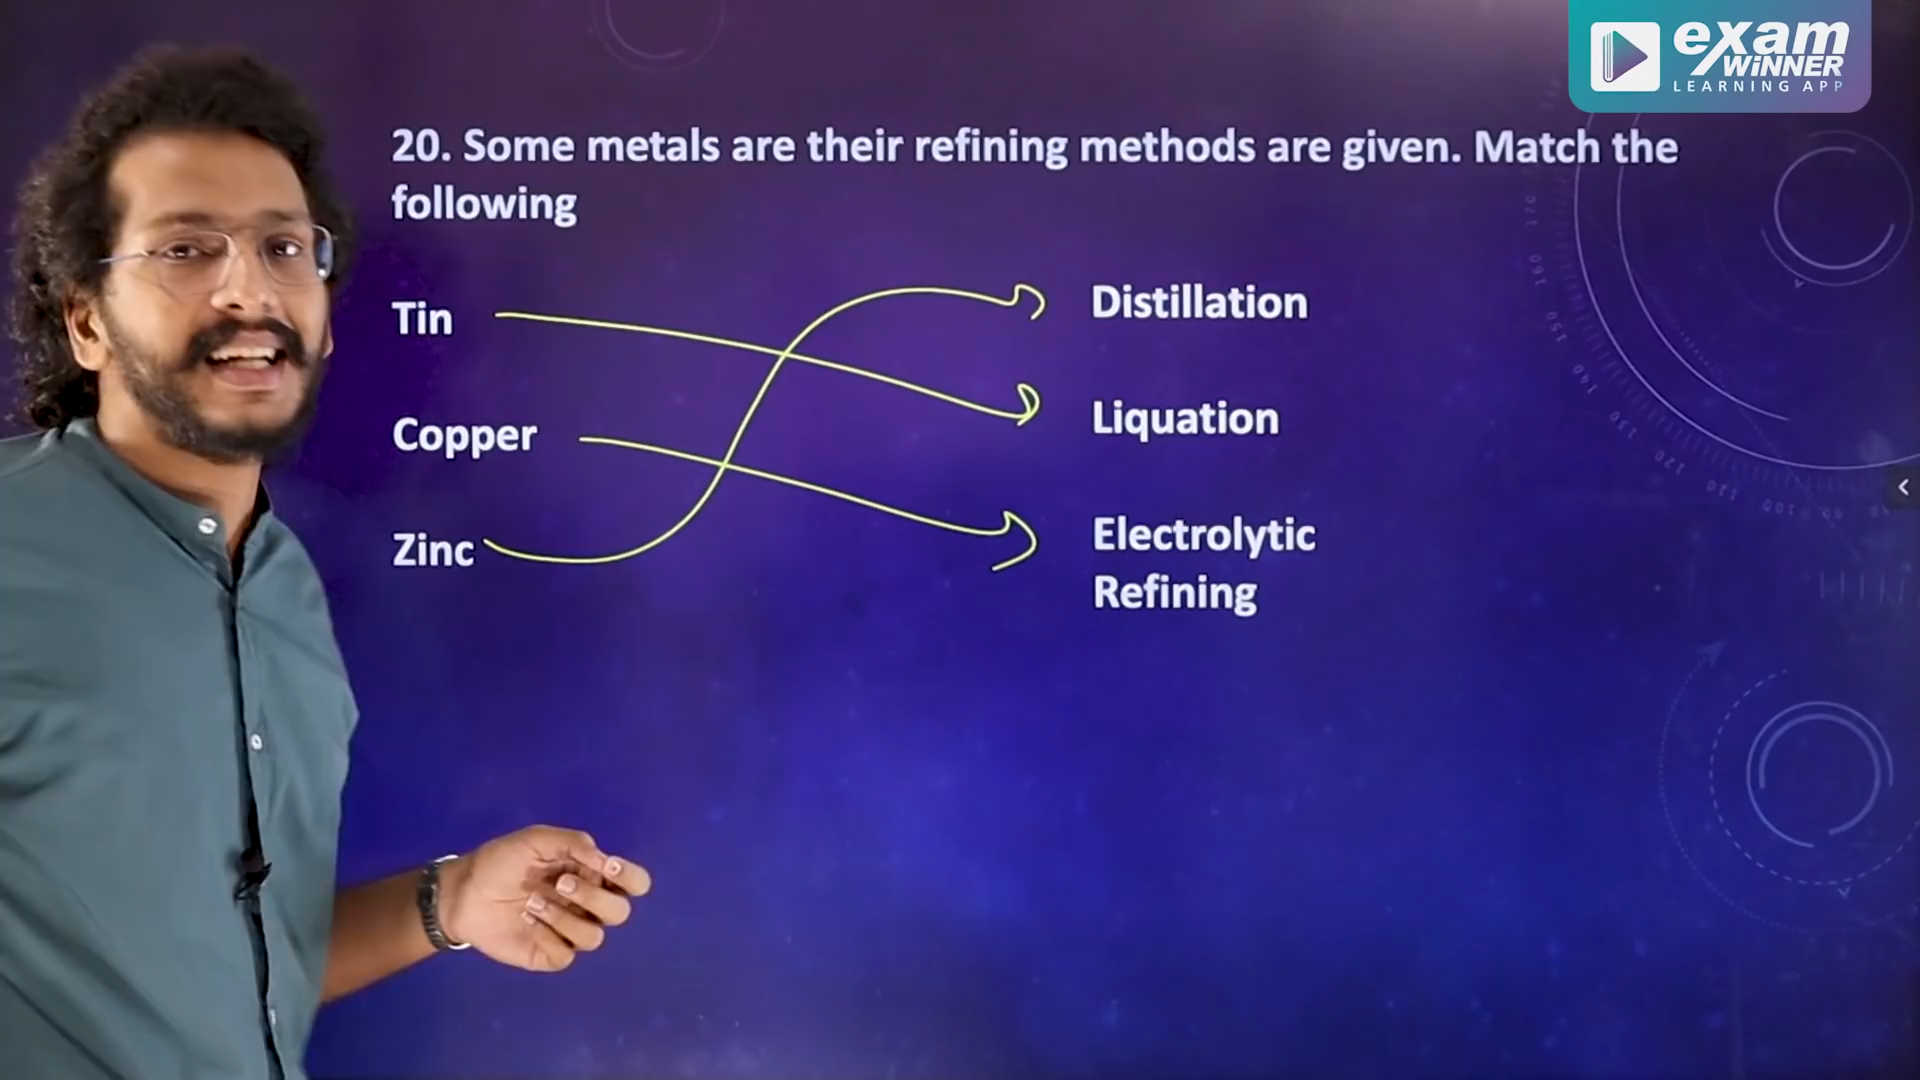 exam
WiNNER
LEARNING APP
20. Some metals are their refining methods are given. Match the
following
Tin
Distillation
Copper
Liquation
Zinc
Electrolytic
Refining